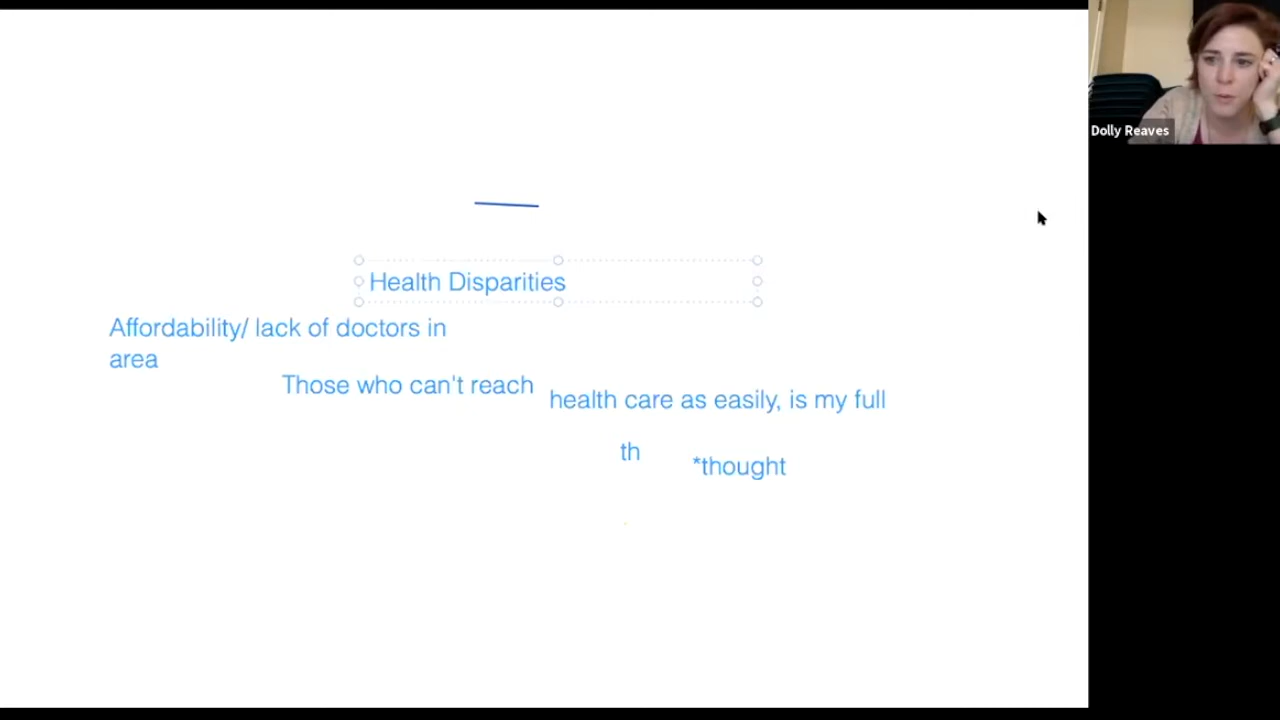 Dolly Reaves
Health Disparities
Affordability/ lack of doctors in
area
Those who can't reach
health care as easily, is my full
th
*thought